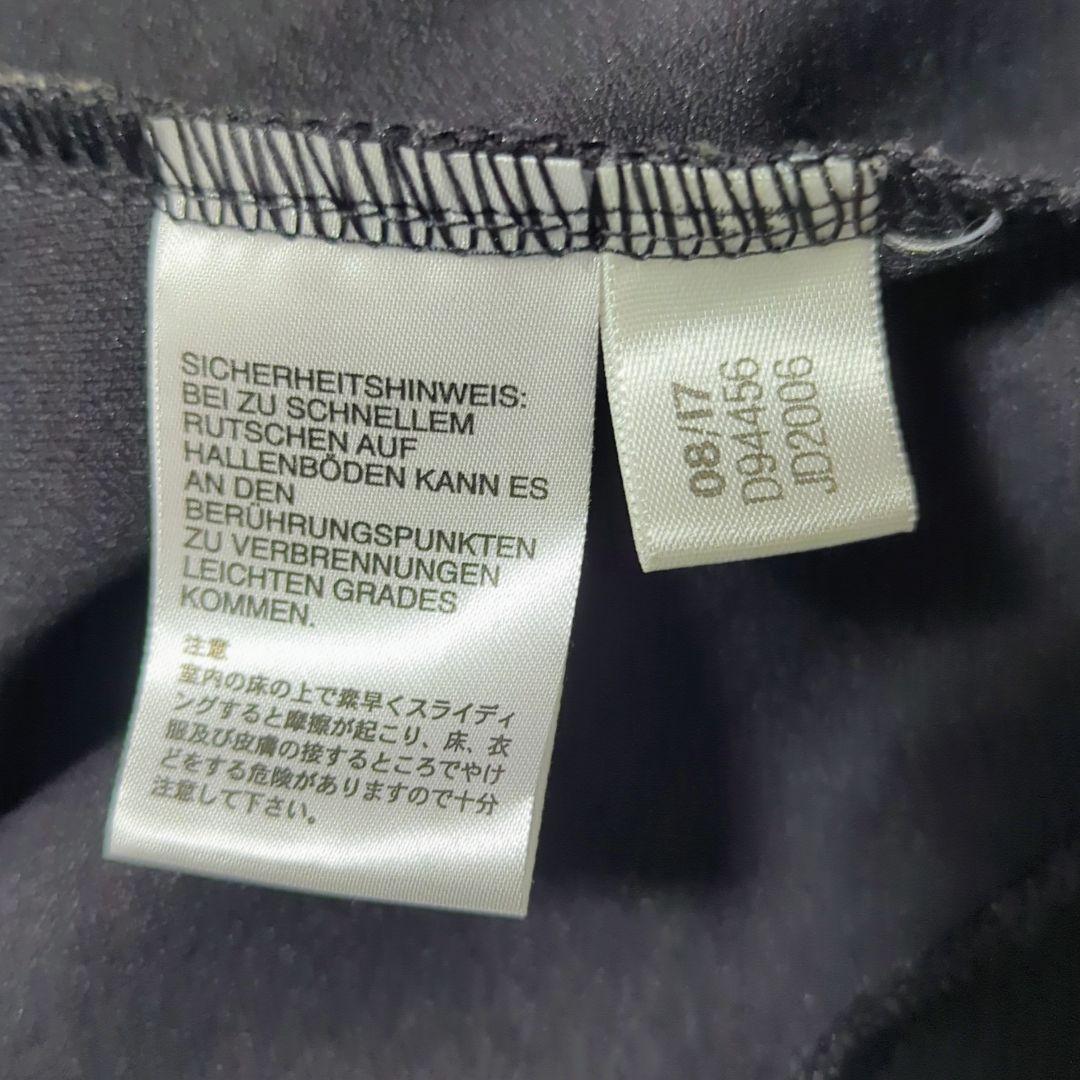 SICHERHEITSHINWEIS:
BEI ZU SCHNELLEM
RUTSCHEN AUF
HALLENBÖDEN KANN ES
AN DEN
BERÜHRUNGSPUNKTEN
ZU VERBRENNUNGEN
LEICHTEN GRADES
KOMMEN.
注意
室内の床の上で素早くスライディ
ングすると摩擦が起こり、床、衣
服及び皮膚の接するところでやけ
どをする危険がありますので十分
注意して下さい。
08/17
D94456
JD2006